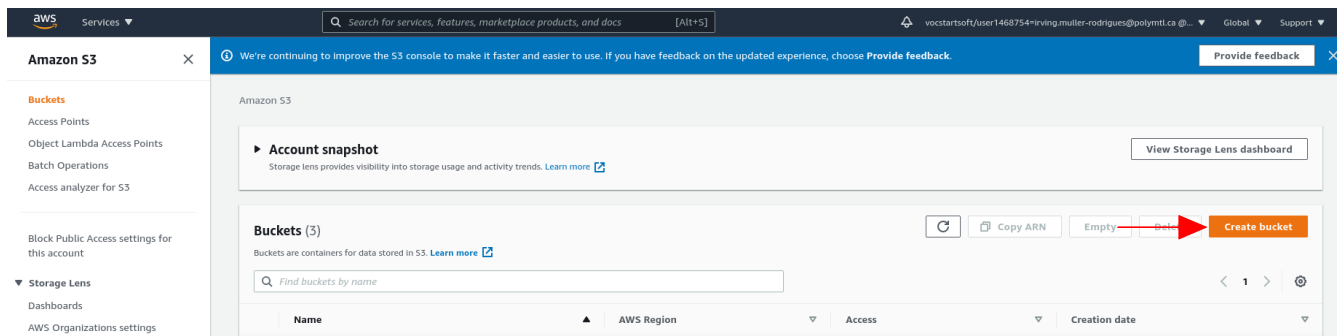 aws
Services ▼
Search for services, features, marketplace products, and docs
[Alt+S]
vocstartsoft/user1468754=irving.muller-rodrigues@polymtl.ca @... ▼
Global ▼
Support ▼
Amazon S3
We're continuing to improve the S3 console to make it faster and easier to use. If you have feedback on the updated experience, choose Provide feedback.
Provide feedback
Buckets
Access Points
Object Lambda Access Points
Batch Operations
Access analyzer for S3
Block Public Access settings for
this account
▼ Storage Lens
Dashboards
AWS Organizations settings
Amazon S3
Account snapshot
View Storage Lens dashboard
Storage lens provides visibility into storage usage and activity trends. Learn more
Buckets (3)
Copy ARN
Empty
Create bucket
Buckets are containers for data stored in S3. Learn more
Find buckets by name
1
Name
AWS Region
Access
Creation date